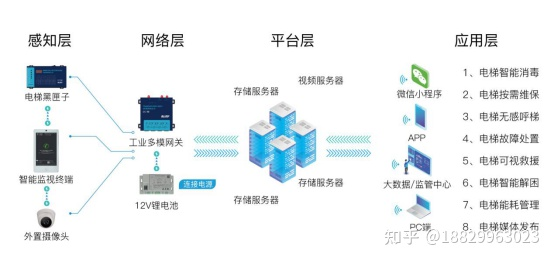 感知层
网络层
平台层
应用层
电梯黑匣子
智能监视终端
外置摄像头
工业多模网关
连接电源
12V锂电池
视频服务器
存储服务器
存储服务器
存储服务器
存储服务器
微信小程序
APP
大数据/监管中心
PC端
1、电梯智能消毒
2、电梯按需维保
3、电梯无感呼梯
4、电梯故障处置
5、电梯可视救援
6、电梯智能解困
7、电梯能耗管理
8、电梯媒体发布
知乎 @18829963023